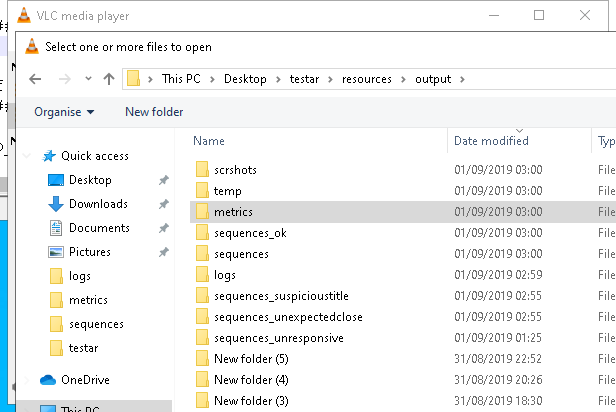 VLC media player
Select one or more files to open
This PC > Desktop > testar > resources > output >
Organise New folder
Name Date modified Typ
Quick access
Desktop
Downloads
Documents
Pictures
logs
metrics
sequences
testar
OneDrive
This PC
scrshots 01/09/2019 03:00 File
temp 01/09/2019 03:00 File
metrics 01/09/2019 03:00 File
sequences_ok 01/09/2019 03:00 File
sequences 01/09/2019 03:00 File
logs 01/09/2019 02:59 File
sequences_suspicioustitle 01/09/2019 02:55 File
sequences_unexpectedclose 01/09/2019 02:55 File
sequences_unresponsive 01/09/2019 01:25 File
New folder (5) 31/08/2019 22:52 File
New folder (4) 31/08/2019 20:26 File
New folder (3) 31/08/2019 18:30 File